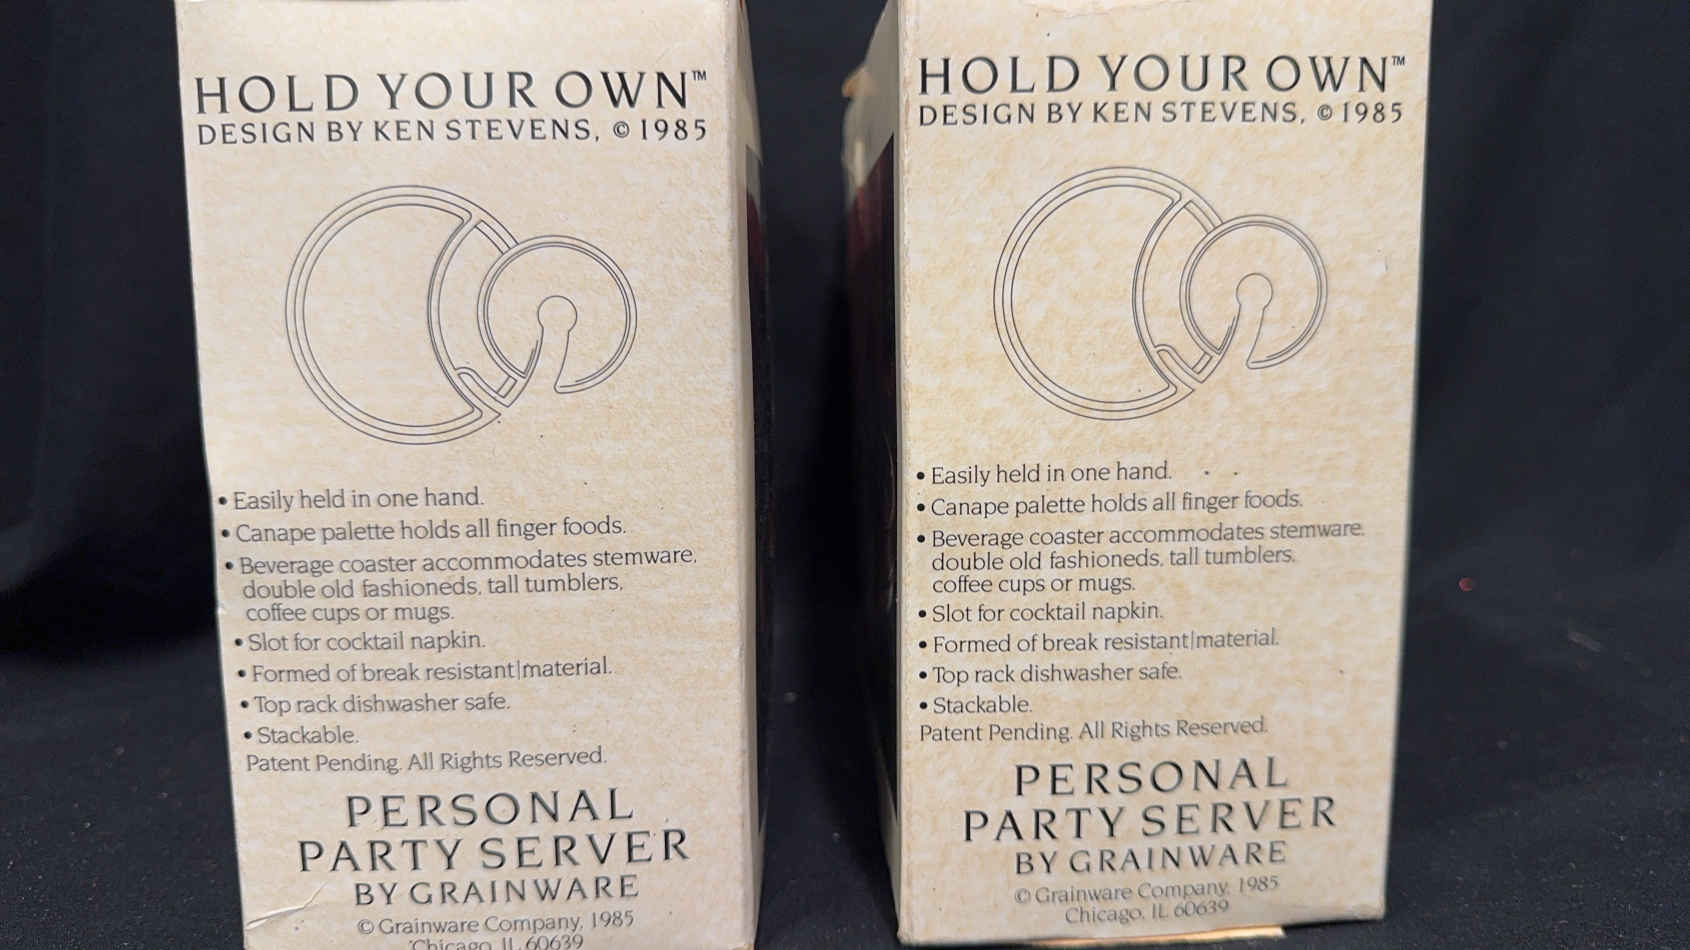 HOLD YOUR OWN™
DESIGN BY KEN STEVENS, © 1985
• Easily held in one hand.
• Canape palette holds all finger foods.
• Beverage coaster accommodates stemware,
double old fashioneds, tall tumblers,
coffee cups or mugs.
• Slot for cocktail napkin.
• Formed of break resistant|material.
• Top rack dishwasher safe.
• Stackable.
Patent Pending. All Rights Reserved.
PERSONAL
PARTY SERVER
BY GRAINWARE
© Grainware Company, 1985
Chicago, IL 60639
HOLD YOUR OWN™
DESIGN BY KEN STEVENS, © 1985
• Easily held in one hand.
• Canape palette holds all finger foods.
• Beverage coaster accommodates stemware,
double old fashioneds, tall tumblers,
coffee cups or mugs.
• Slot for cocktail napkin.
• Formed of break resistant|material.
• Top rack dishwasher safe.
• Stackable.
Patent Pending. All Rights Reserved.
PERSONAL
PARTY SERVER
BY GRAINWARE
© Grainware Company, 1985
Chicago, IL 60639